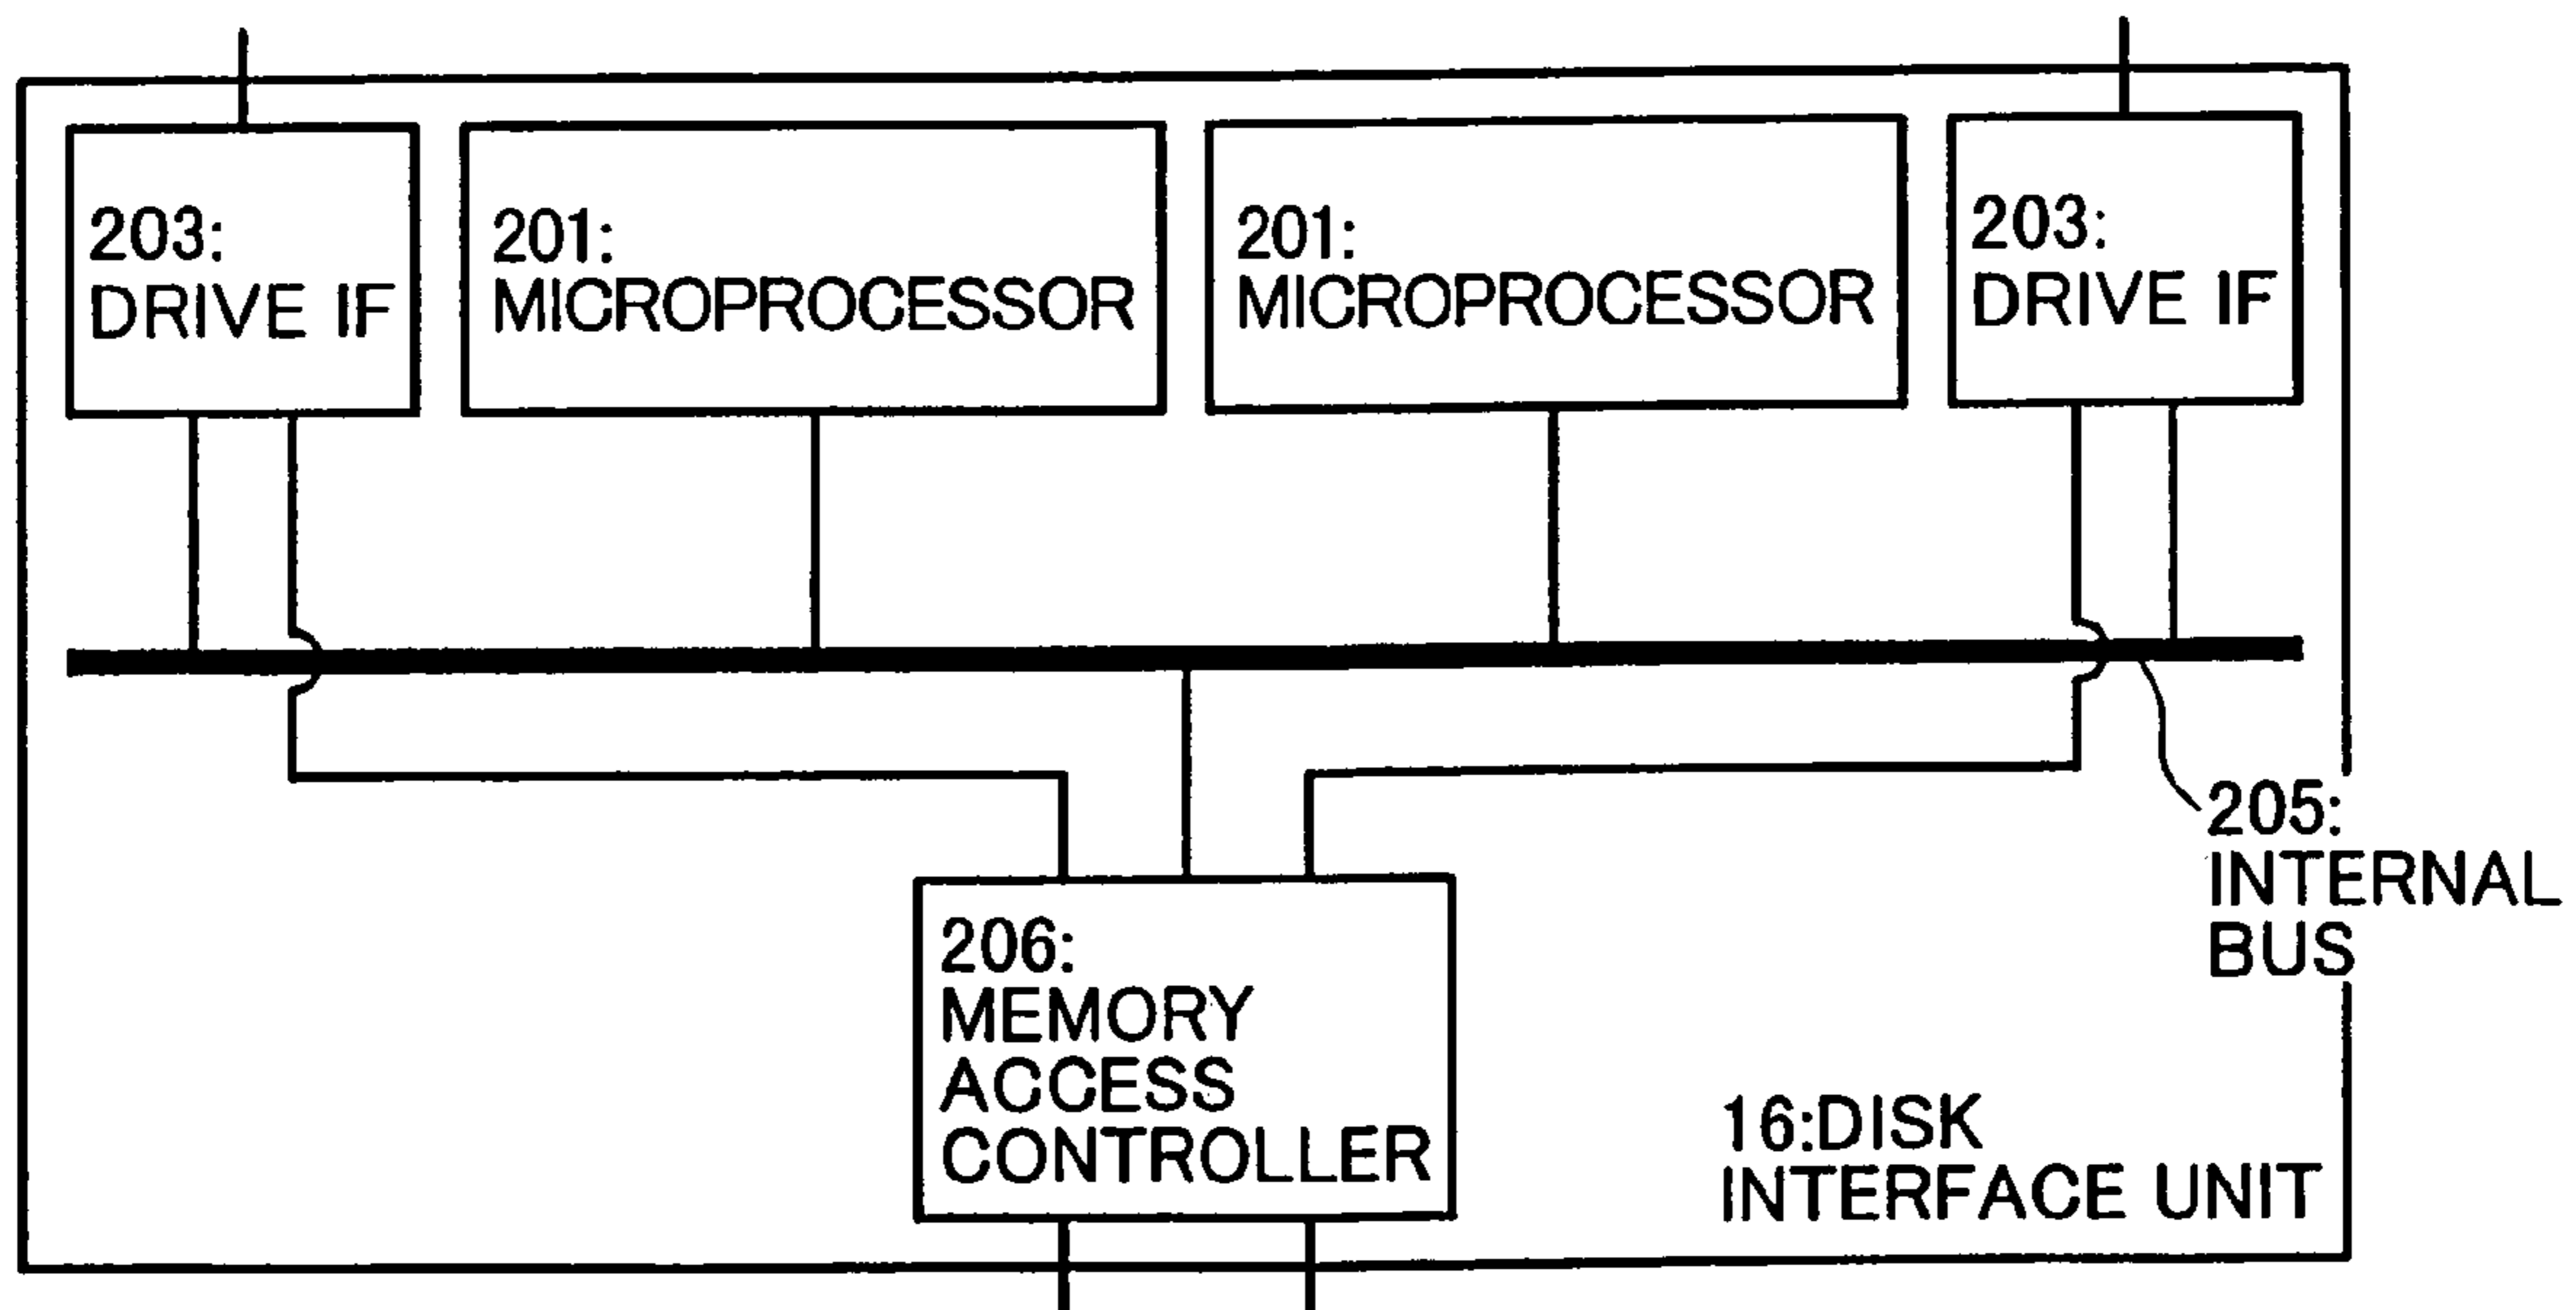 203:
DRIVE IF
201:
MICROPROCESSOR
201:
MICROPROCESSOR
203:
DRIVE IF
205:
INTERNAL
BUS
206:
MEMORY
ACCESS
CONTROLLER
16:DISK
INTERFACE UNIT